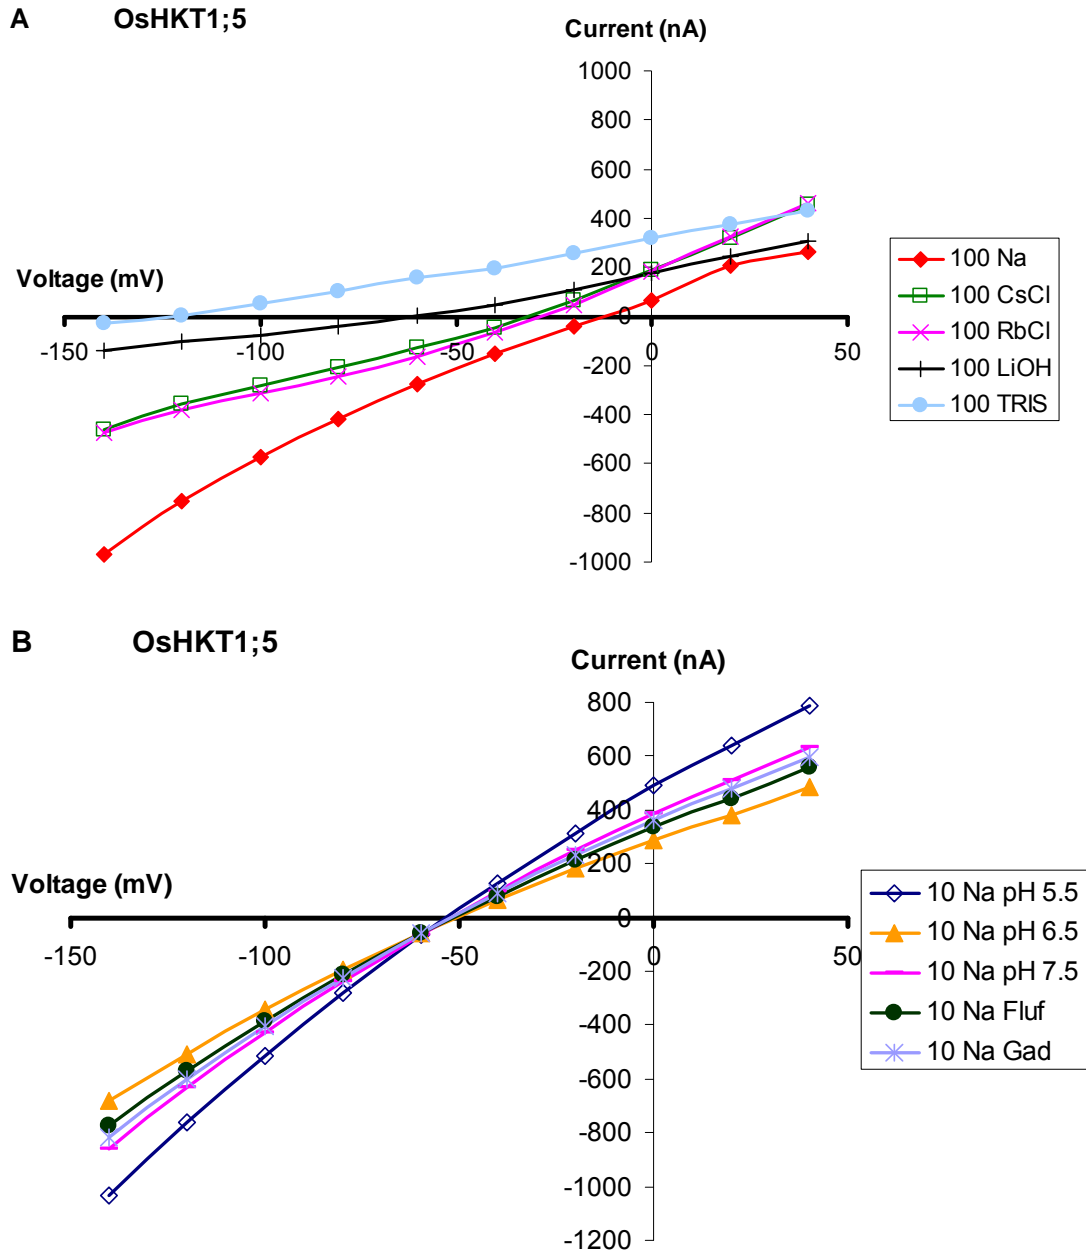 A OsHKT1;5
Current (nA)
1000
800
600
400
200
0
-200
-400
-600
-800
-1000
Voltage (mV)
-150 -100 -50 0 50
100 Na
100 CsCl
100 RbCl
100 LiOH
100 TRIS
B OsHKT1;5
Current (nA)
800
600
400
200
0
-200
-400
-600
-800
-1000
-1200
Voltage (mV)
-150 -100 -50 0 50
10 Na pH 5.5
10 Na pH 6.5
10 Na pH 7.5
10 Na Fluf
10 Na Gad